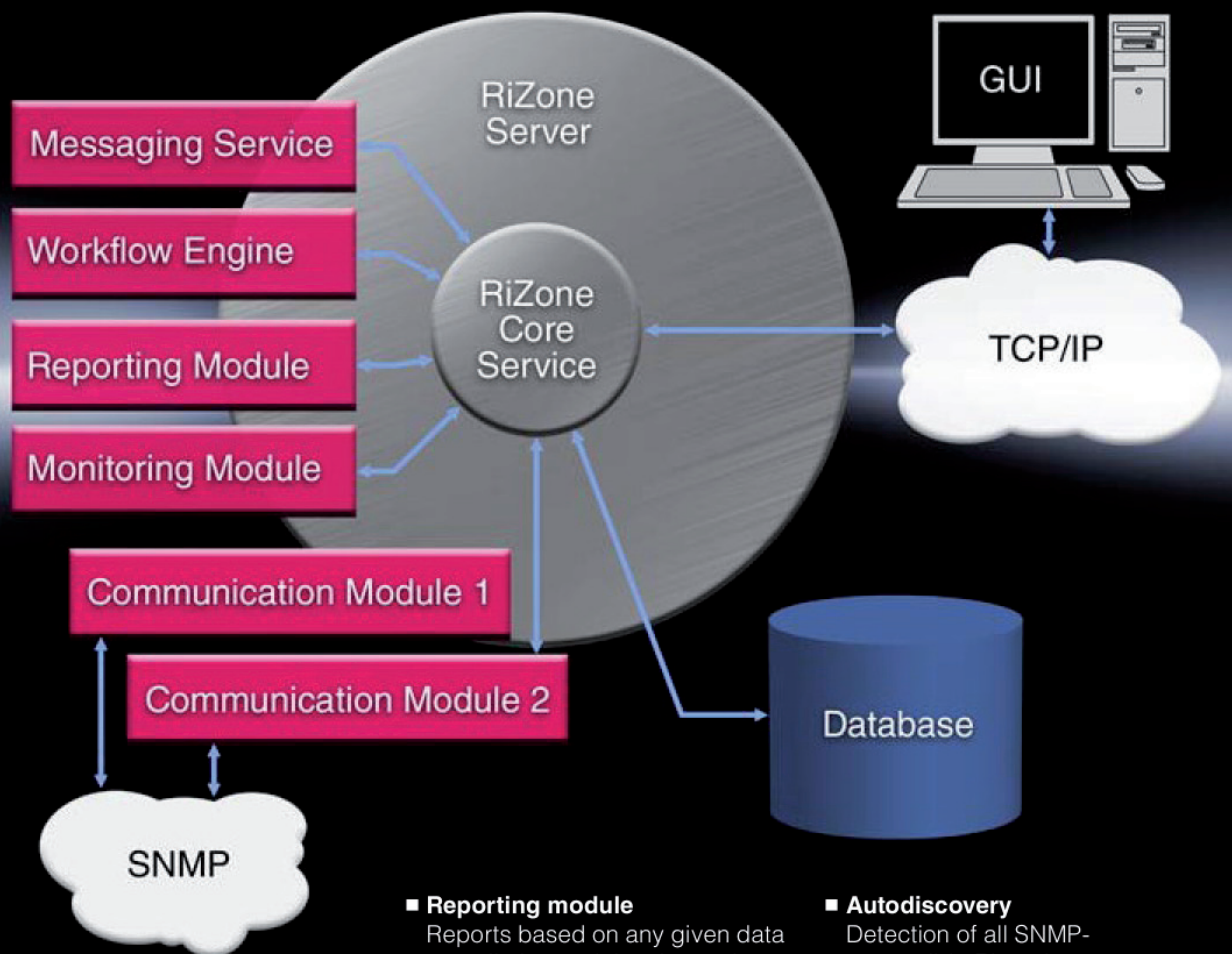 RiZone
Server
GUI
Messaging Service
Workflow Engine
Reporting Module
Monitoring Module
RiZone
Core
Service
TCP/IP
Communication Module 1
Communication Module 2
Database
SNMP
■ Reporting module
Reports based on any given data
■ Autodiscovery
Detection of all SNMP-